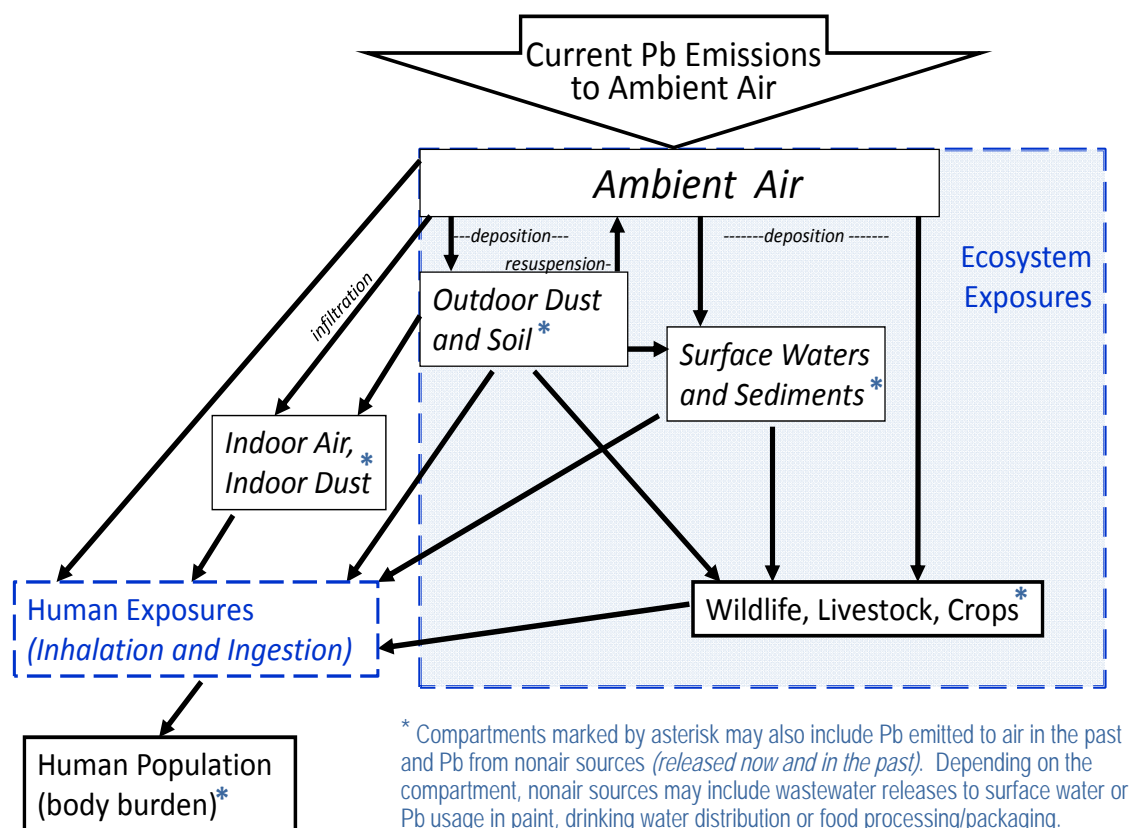 Current Pb Emissions
to Ambient Air
Ambient Air
----deposition---
-------deposition -------
resuspension-
infiltration
Ecosystem
Exposures
Outdoor Dust
and Soil *
Surface Waters
and Sediments *
Indoor Air,
Indoor Dust *
Human Exposures
(Inhalation and Ingestion)
Wildlife, Livestock, Crops *
Human Population
(body burden) *
* Compartments marked by asterisk may also include Pb emitted to air in the past
and Pb from nonair sources (released now and in the past). Depending on the
compartment, nonair sources may include wastewater releases to surface water or
Pb usage in paint, drinking water distribution or food processing/packaging.